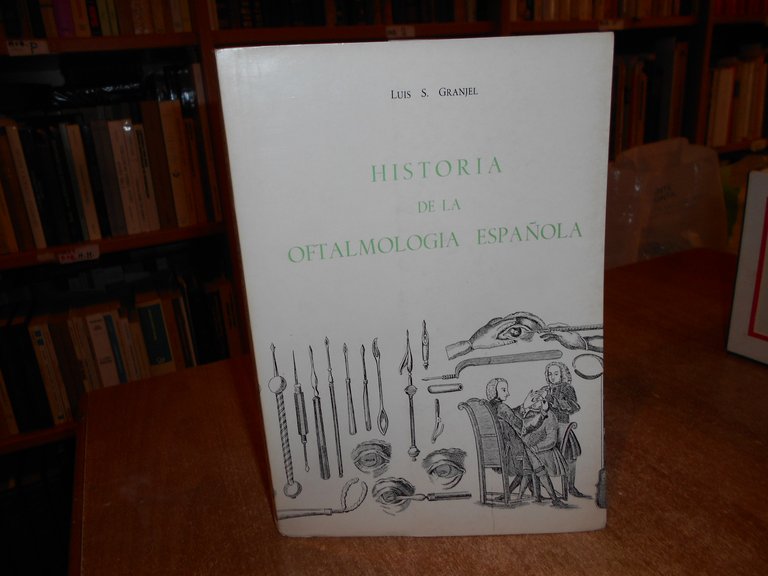 LUIS S. GRANJEL
HISTORIA
DE LA
OFTALMOLOGIA ESPAÑOLA